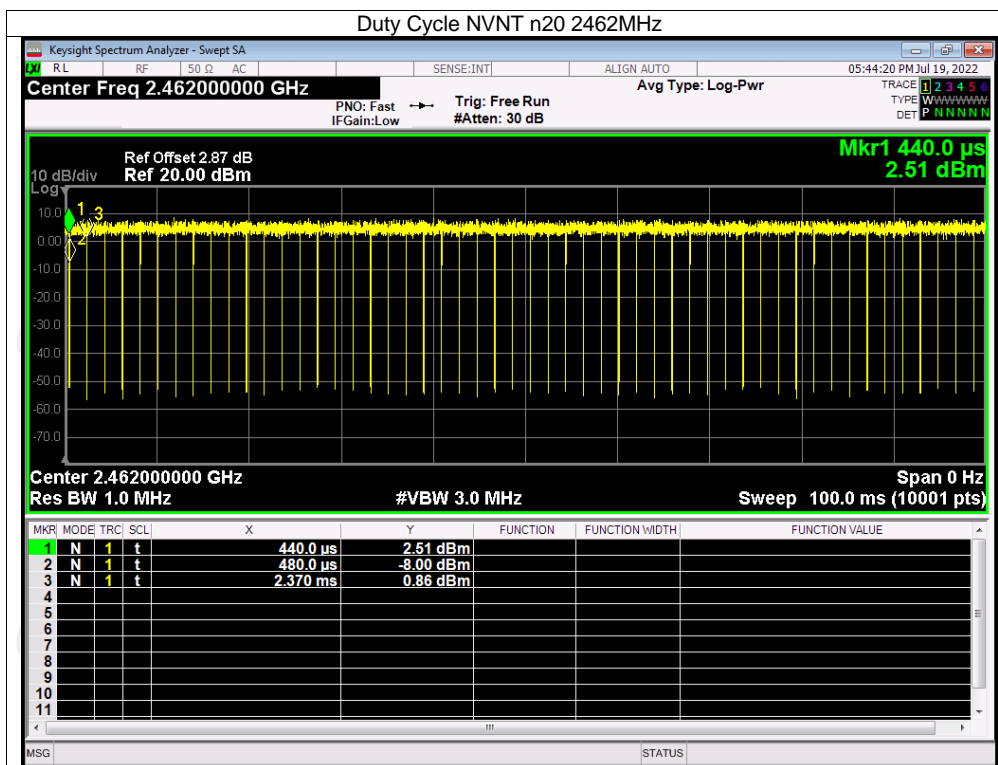 Duty Cycle NVNT n20 2462MHz
Keysight Spectrum Analyzer - Swept SA
LXI RL RF 50 Ω AC SENSE:INT ALIGN AUTO 05:44:20 PM Jul 19, 2022
Center Freq 2.462000000 GHz
Avg Type: Log-Pwr
TRACE 1 2 3 4 5 6
PNO: Fast Trig: Free Run
TYPE WWWWWW
IFGain:Low #Atten: 30 dB
DET P N N N N N
Mkr1 440.0 µs
2.51 dBm
Ref Offset 2.87 dB
10 dB/div Ref 20.00 dBm
Log
10.0
0.00
-10.0
-20.0
-30.0
-40.0
-50.0
-60.0
-70.0
1 3
2
Center 2.462000000 GHz Span 0 Hz
Res BW 1.0 MHz #VBW 3.0 MHz Sweep 100.0 ms (10001 pts)
MKR MODE TRC SCL X Y FUNCTION FUNCTION WIDTH FUNCTION VALUE
1 N 1 t 440.0 µs 2.51 dBm
2 N 1 t 480.0 µs -8.00 dBm
3 N 1 t 2.370 ms 0.86 dBm
4
5
6
7
8
9
10
11
MSG STATUS